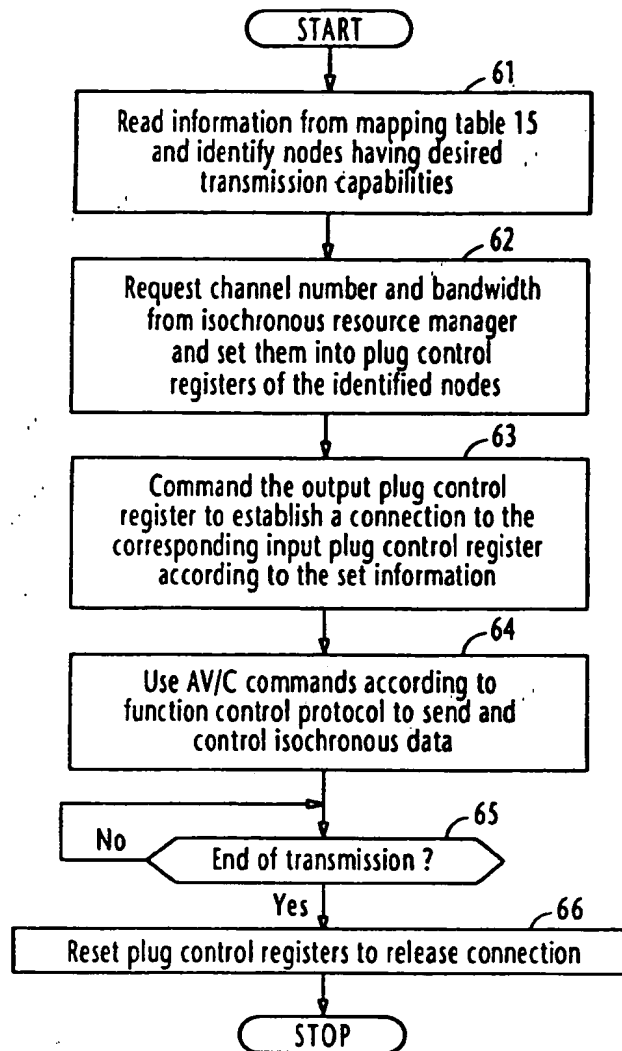 START
61
Read information from mapping table 15
and identify nodes having desired
transmission capabilities
62
Request channel number and bandwidth
from isochronous resource manager
and set them into plug control
registers of the identified nodes
63
Command the output plug control
register to establish a connection to the
corresponding input plug control register
according to the set information
64
Use AV/C commands according to
function control protocol to send and
control isochronous data
65
No
End of transmission ?
Yes
66
Reset plug control registers to release connection
STOP